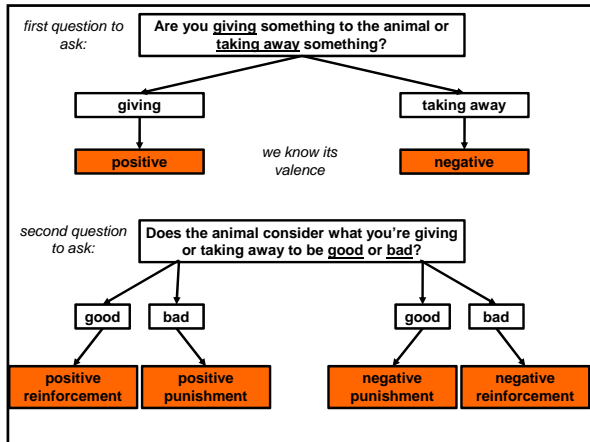 first question to
ask:
Are you giving something to the animal or
taking away something?
giving
taking away
positive
we know its
valence
negative
second question
to ask:
Does the animal consider what you're giving
or taking away to be good or bad?
good
bad
good
bad
positive
reinforcement
positive
punishment
negative
punishment
negative
reinforcement